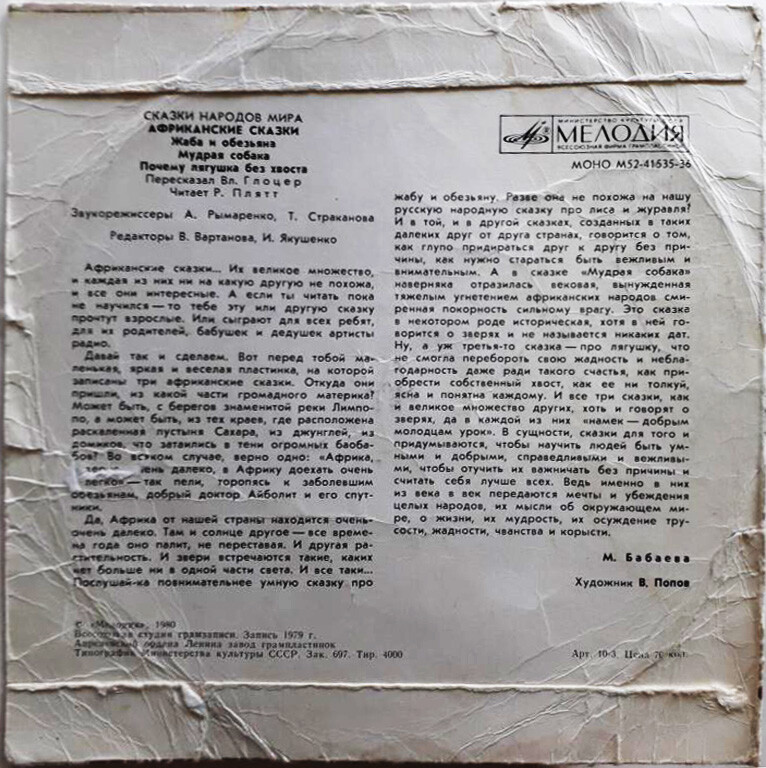 СКАЗКИ НАРОДОВ МИРА
АФРИКАНСКИЕ СКАЗКИ
Жаба и обезьяна
Мудрая собака
Почему лягушка без хвоста
Пересказал Вл. Глоцер
Читает Р. Плятт
Звукорежиссеры А. Рымаренко, Т. Страканова
Редакторы В. Вартанова, И. Якушенко
Африканские сказки... Их великое множество,
и каждая из них ни на какую другую не похожа,
и все они интересные. А если ты читать пока
не научился — то тебе эту или другую сказку
прочтут взрослые. Или сыграют для всех ребят,
для их родителей, бабушек и дедушек артисты
радио.
Давай так и сделаем. Вот перед тобой ма-
ленькая, яркая и веселая пластинка, на которой
записаны три африканские сказки. Откуда они
пришли, из какой части громадного материка?
Может быть, с берегов знаменитой реки Лимпо-
по, а может быть, из тех краев, где расположена
раскаленная пустыня Сахара, из джунглей, из
домиков, что затаились в тени огромных баоба-
бов? Во всяком случае, верно одно: «Африка,
очень далеко, в Африку доехать очень
легко» — так пели, торопясь к заболевшим
обезьянам, добрый доктор Айболит и его спут-
ники.
Да, Африка от нашей страны находится очень-
очень далеко. Там и солнце другое — все време-
на года оно палит, не переставая. И другая ра-
стительность. И звери встречаются такие, каких
нет больше ни в одной части света. И все таки...
Послушай-ка повнимательнее умную сказку про
© «Мелодия», 1980
Всесоюзная студия грамзаписи. Запись 1979 г.
Апрелевский ордена Ленина завод грампластинок
Типография Министерства культуры СССР. Зак. 697. Тир. 4000
МИНИСТЕРСТВО КУЛЬТУРЫ СССР
МЕЛОДИЯ
ВСЕСОЮЗНАЯ ФИРМА ГРАМПЛАСТИНОК
МОНО М52-41635-36
жабу и обезьяну. Разве она не похожа на нашу
русскую народную сказку про лиса и журавля?
И в той, и в другой сказках, созданных в таких
далеких друг от друга странах, говорится о том,
как глупо придираться друг к другу без при-
чины, как нужно стараться быть вежливым и
внимательным. А в сказке «Мудрая собака»
наверняка отразилась вековая, вынужденная
тяжелым угнетением африканских народов сми-
ренная покорность сильному врагу. Это сказка
в некотором роде историческая, хотя в ней го-
ворится о зверях и не называется никаких дат.
Ну, а уж третья-то сказка — про лягушку, что
не смогла перебороть свою жадность и небла-
годарность даже ради такого счастья, как при-
обрести собственный хвост, как ее ни толкуй,
ясна и понятна каждому. И все три сказки, как
и великое множество других, хоть и говорят о
зверях, да в каждой из них «намек — добрым
молодцам урок». В сущности, сказки для того и
придумываются, чтобы научить людей быть ум-
ными и добрыми, справедливыми и вежливы-
ми, чтобы отучить их важничать без причины и
считать себя лучше всех. Ведь именно в них
из века в век передаются мечты и убеждения
целых народов, их мысли об окружающем ми-
ре, о жизни, их мудрость, их осуждение тру-
сости, жадности, чванства и корысти.
М. Бабаева
Художник В. Попов
Арт. 10-3. Цена 70 коп.